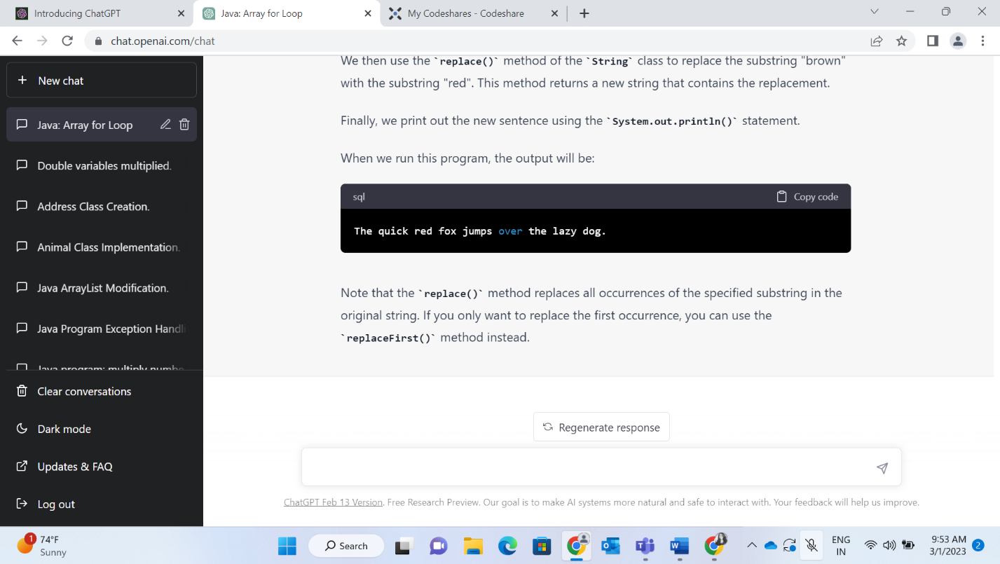 Introducing ChatGPT
Java: Array for Loop
My Codeshares - Codeshare
chat.openai.com/chat
New chat
Java: Array for Loop
Double variables multiplied.
Address Class Creation.
Animal Class Implementation.
Java ArrayList Modification.
Java Program Exception Handli
Java program: multiply numbe
Clear conversations
Dark mode
Updates & FAQ
Log out
We then use the `replace()` method of the `String` class to replace the substring "brown"
with the substring "red". This method returns a new string that contains the replacement.
Finally, we print out the new sentence using the `System.out.println()` statement.
When we run this program, the output will be:
sql
Copy code
The quick red fox jumps over the lazy dog.
Note that the `replace()` method replaces all occurrences of the specified substring in the
original string. If you only want to replace the first occurrence, you can use the
`replaceFirst()` method instead.
Regenerate response
ChatGPT Feb 13 Version. Free Research Preview. Our goal is to make AI systems more natural and safe to interact with. Your feedback will help us improve.
1
74°F
Sunny
Search
ENG
IN
9:53 AM
3/1/2023
2